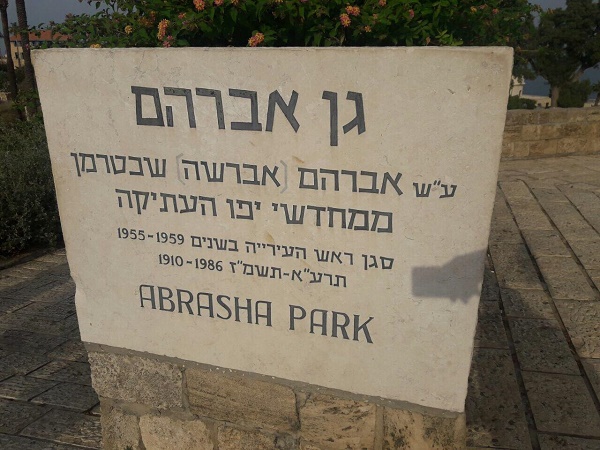 גן אברהם
ע"ש אברהם (אברשה) שכטרמן
ממחדשי יפו העתיקה
סגן ראש העירייה בשנים 1955-1959
תרע"א-תשמ"ז 1910-1986
ABRASHA PARK